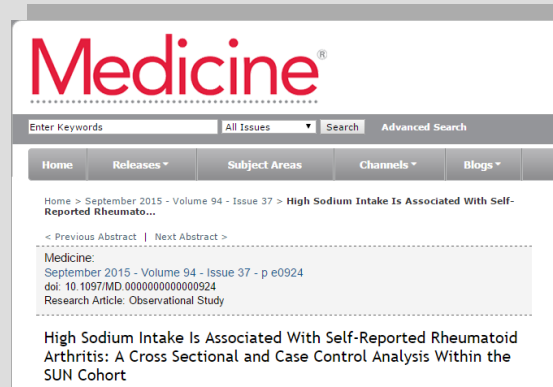 Medicine®
Enter Keywords All Issues Search Advanced Search
Home Releases Subject Areas Channels Blogs
Home > September 2015 - Volume 94 - Issue 37 > High Sodium Intake Is Associated With Self-
Reported Rheumato...
< Previous Abstract | Next Abstract >
Medicine:
September 2015 - Volume 94 - Issue 37 - p e0924
doi: 10.1097/MD.0000000000000924
Research Article: Observational Study
High Sodium Intake Is Associated With Self-Reported Rheumatoid
Arthritis: A Cross Sectional and Case Control Analysis Within the
SUN Cohort